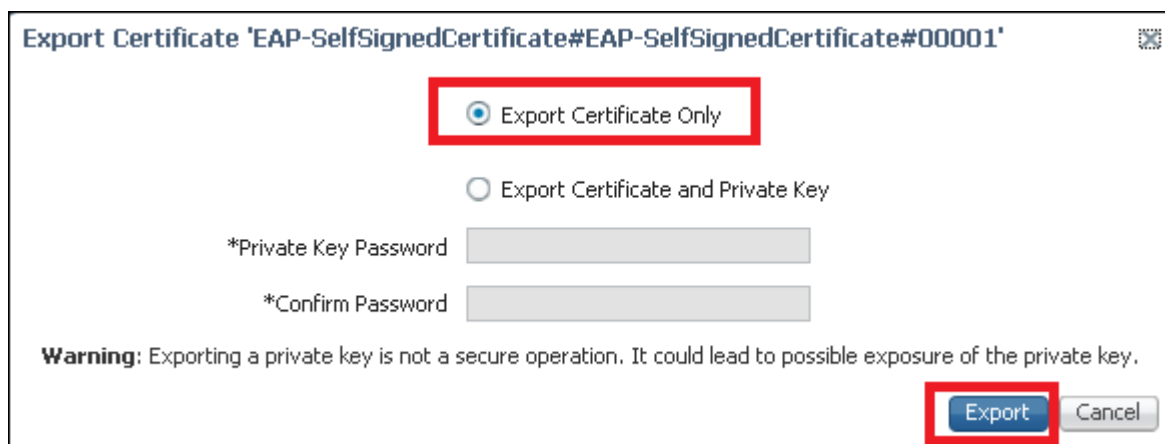 Export Certificate 'EAP-SelfSignedCertificate#EAP-SelfSignedCertificate#00001'
Export Certificate Only
Export Certificate and Private Key
*Private Key Password
*Confirm Password
Warning: Exporting a private key is not a secure operation. It could lead to possible exposure of the private key.
Export Cancel